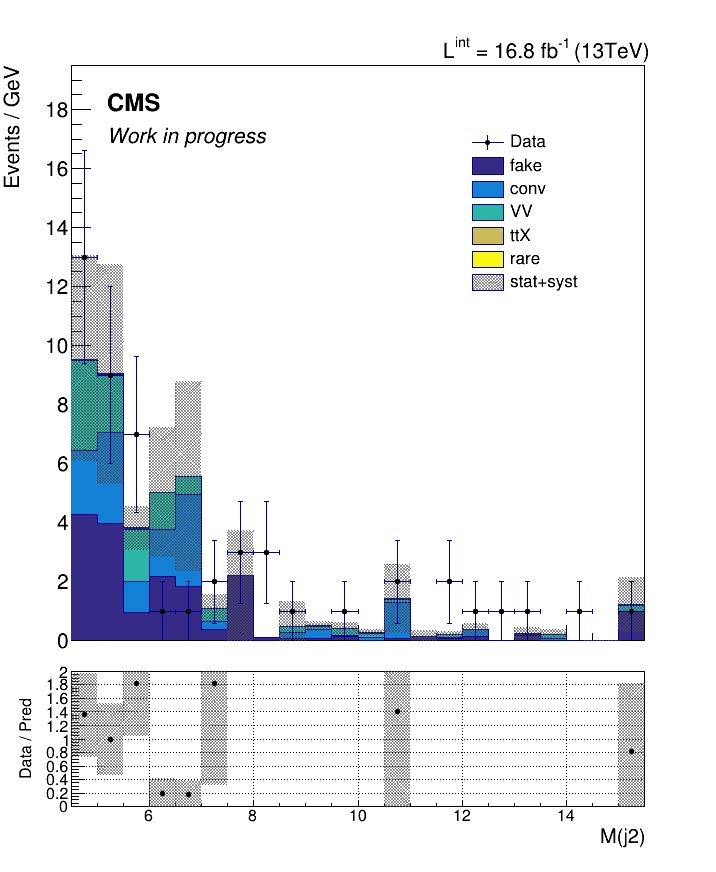 L^int = 16.8 fb^-1 (13TeV)
Events / GeV
CMS
Work in progress
Data
fake
conv
VV
ttX
rare
stat+syst
18
16
14
12
10
8
6
4
2
0
Data / Pred
2
1.8
1.6
1.4
1.2
1
0.8
0.6
0.4
0.2
0
6
8
10
12
14
M(j2)